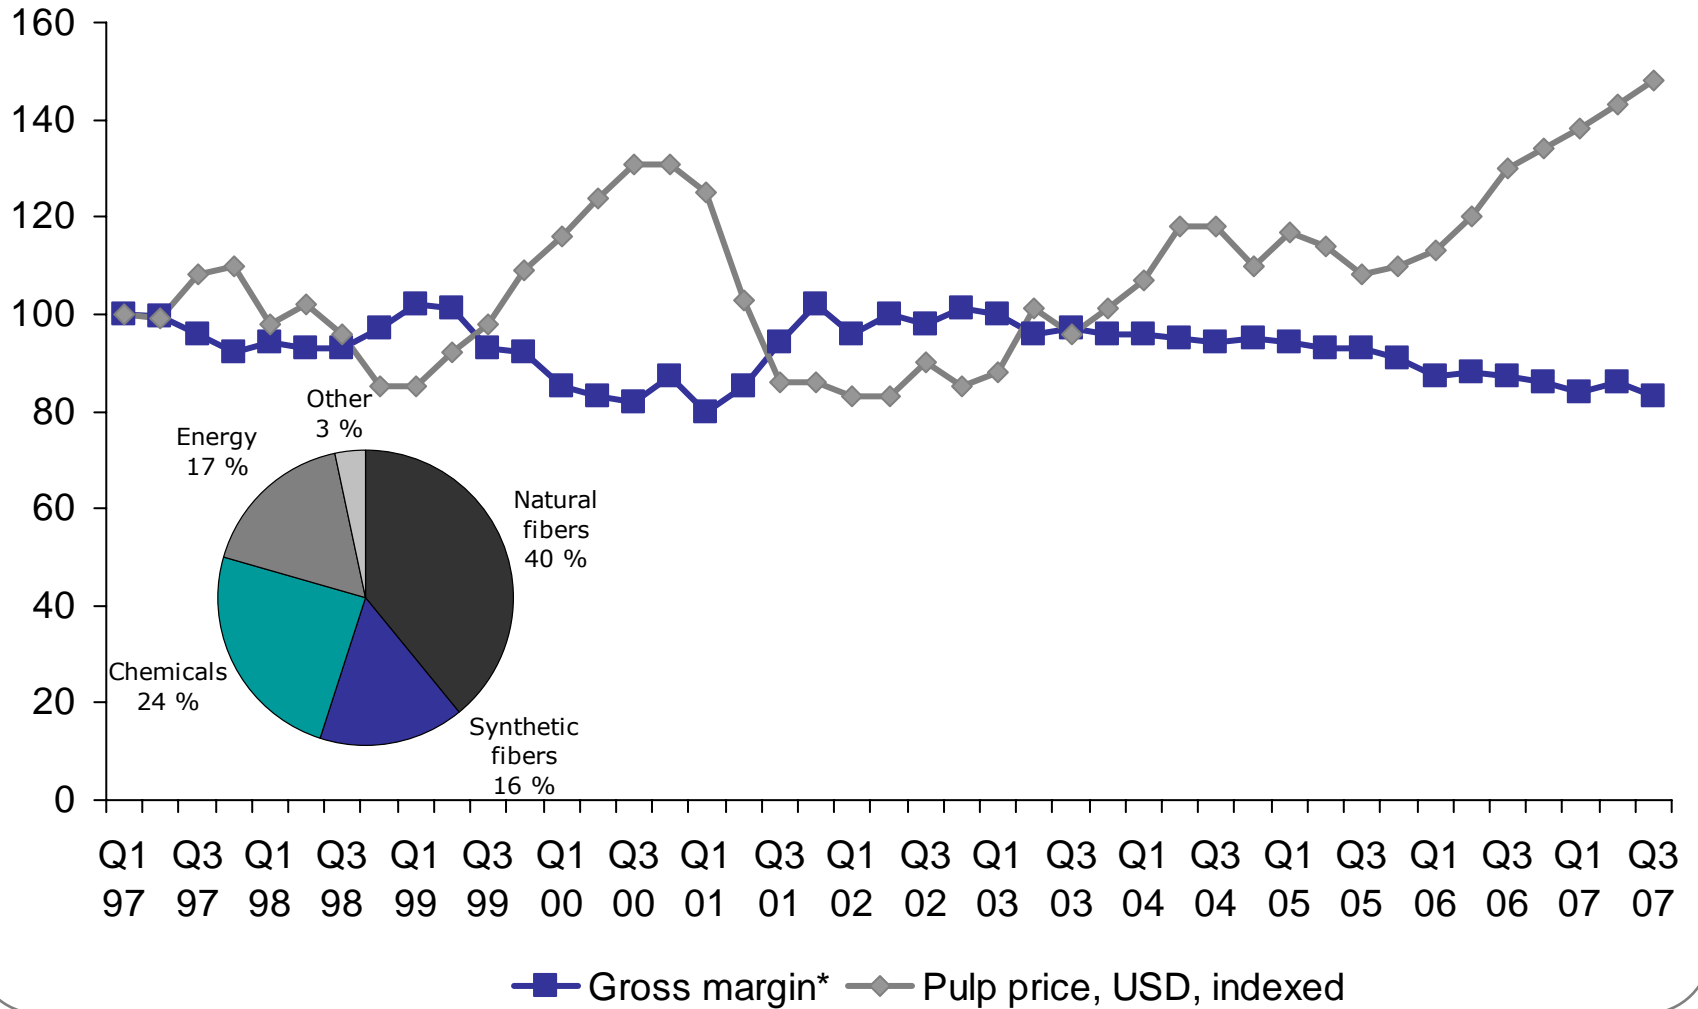 160
140
120
100
80
60
40
20
0
Other
3 %
Energy
17 %
Natural
fibers
40 %
Chemicals
24 %
Synthetic
fibers
16 %
Q1 Q3 Q1 Q3 Q1 Q3 Q1 Q3 Q1 Q3 Q1 Q3 Q1 Q3 Q1 Q3 Q1 Q3 Q1 Q3 Q1 Q3
97 97 98 98 99 99 00 00 01 01 02 02 03 03 04 04 05 05 06 06 07 07
Gross margin* Pulp price, USD, indexed